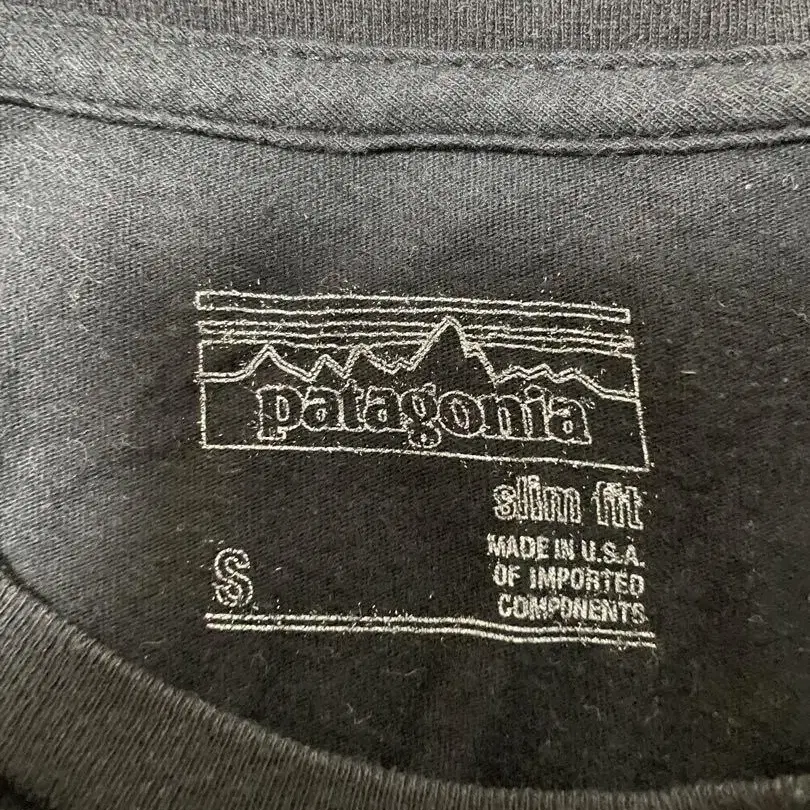 patagonia
slim fit
S
MADE IN U.S.A.
OF IMPORTED
COMPONENTS